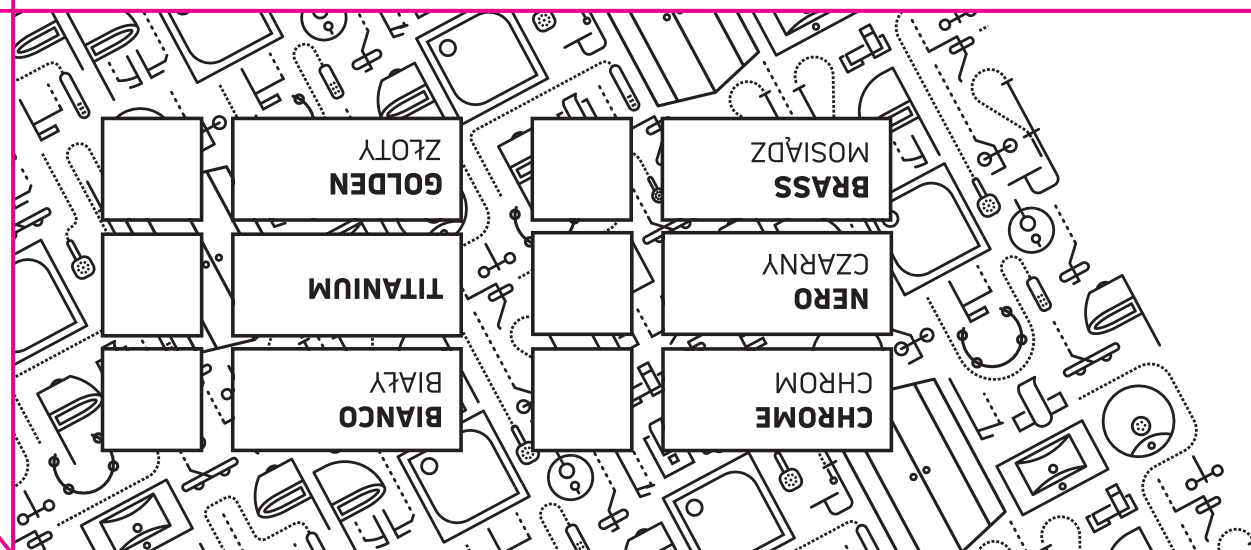 CHROME
CHROM
BIANCO
BIAŁY
NERO
CZARNY
TITANIUM
BRASS
MOSIĄDZ
GOLDEN
ZŁOTY